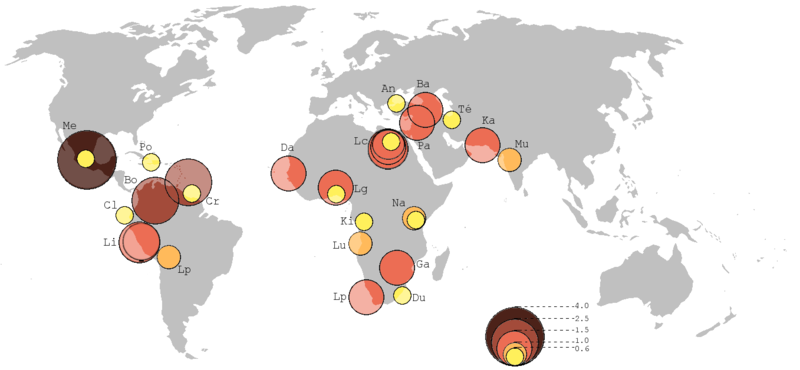 An
Ba
Té
Me
Po
Da
Lc
Pa
Ka
Mu
Bo
Cr
Lg
Cl
Ki
Na
Li
Lu
Lp
Ga
Lp
Du
4.0
2.5
1.5
1.0
0.6